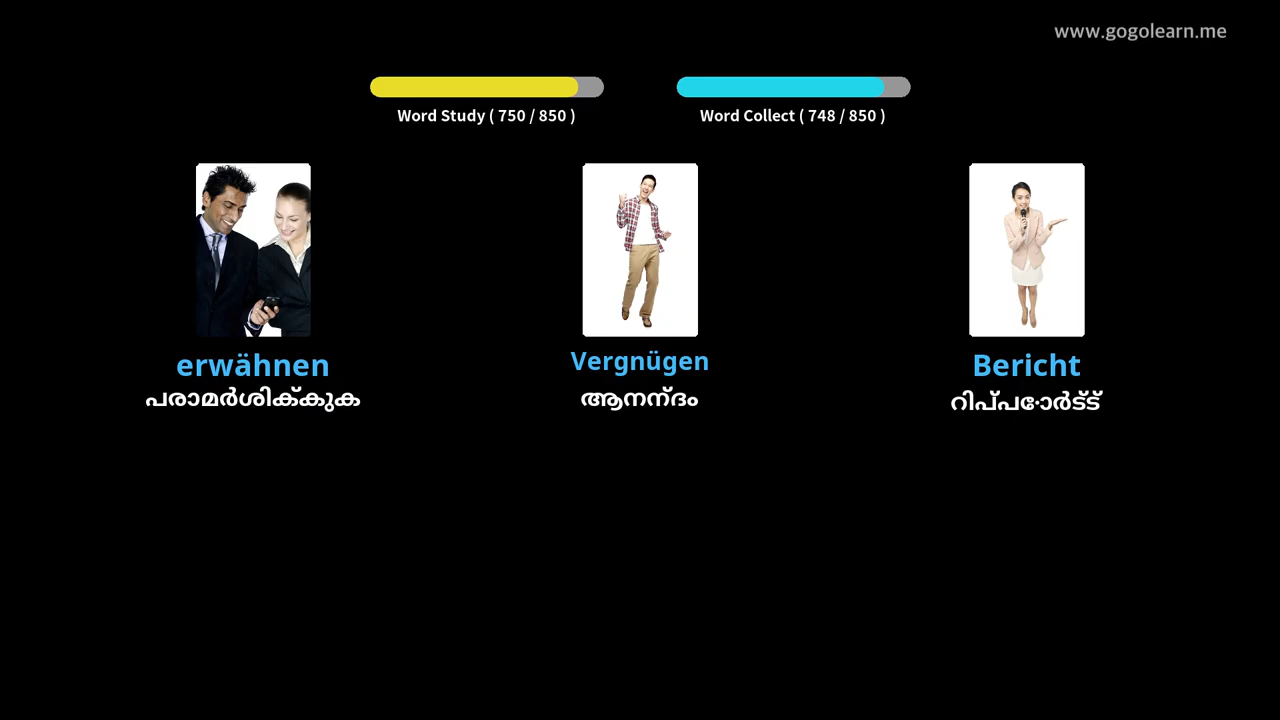 www.gogolearn.me
Word Study ( 750 / 850 )
Word Collect ( 748 / 850 )
erwähnen
Vergnügen
Bericht
പരാമർശിക്കുക
ആനന്ദം
റിപ്പോർട്ട്